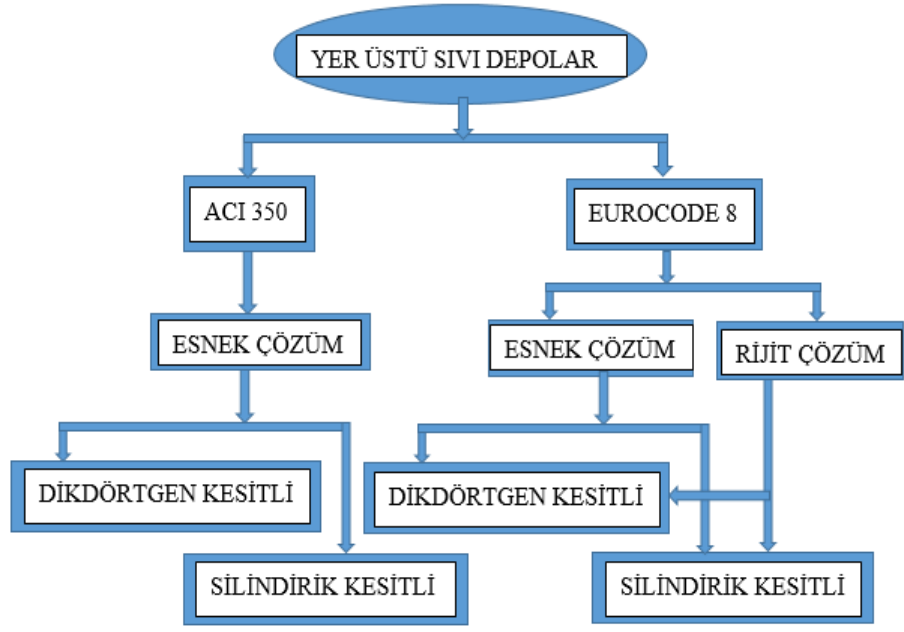 YER ÜSTÜ SIVI DEPOLAR
ACI 350
EUROCODE 8
ESNEK ÇÖZÜM
ESNEK ÇÖZÜM
RİJİT ÇÖZÜM
DİKDÖRTGEN KESİTLİ
DİKDÖRTGEN KESİTLİ
SİLİNDİRİK KESİTLİ
SİLİNDİRİK KESİTLİ